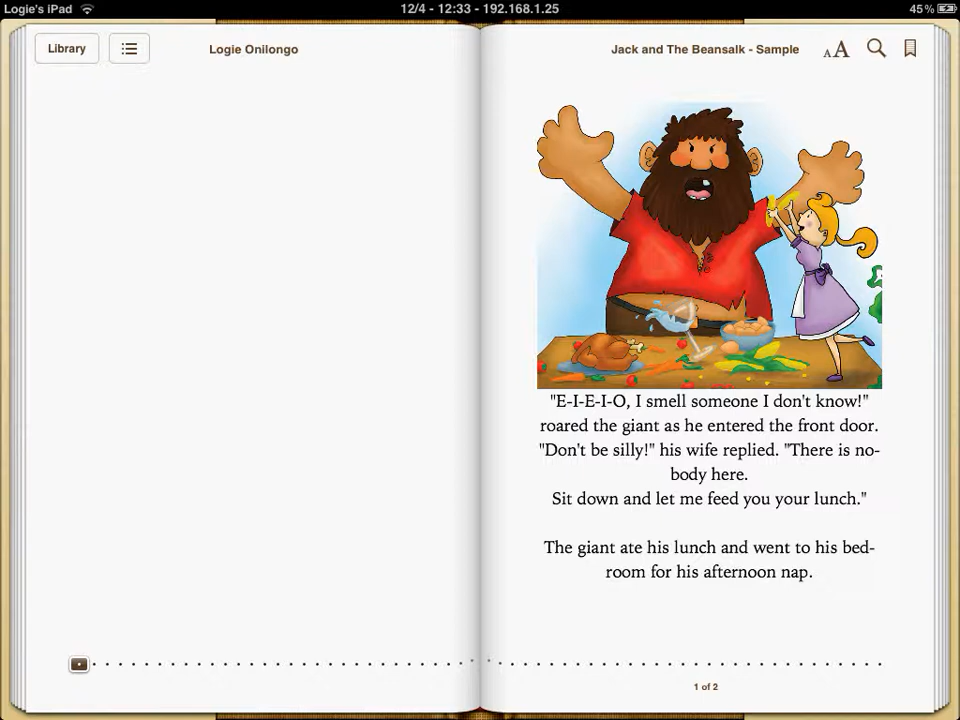 Logie's iPad
12/4 - 12:33 - 192.168.1.25
45%
Library
Logie Onilongo
Jack and The Beansalk - Sample
AA
"E-I-E-I-O, I smell someone I don't know!"
roared the giant as he entered the front door.
"Don't be silly!" his wife replied. "There is no-
body here.
Sit down and let me feed you your lunch."
The giant ate his lunch and went to his bed-
room for his afternoon nap.
1 of 2